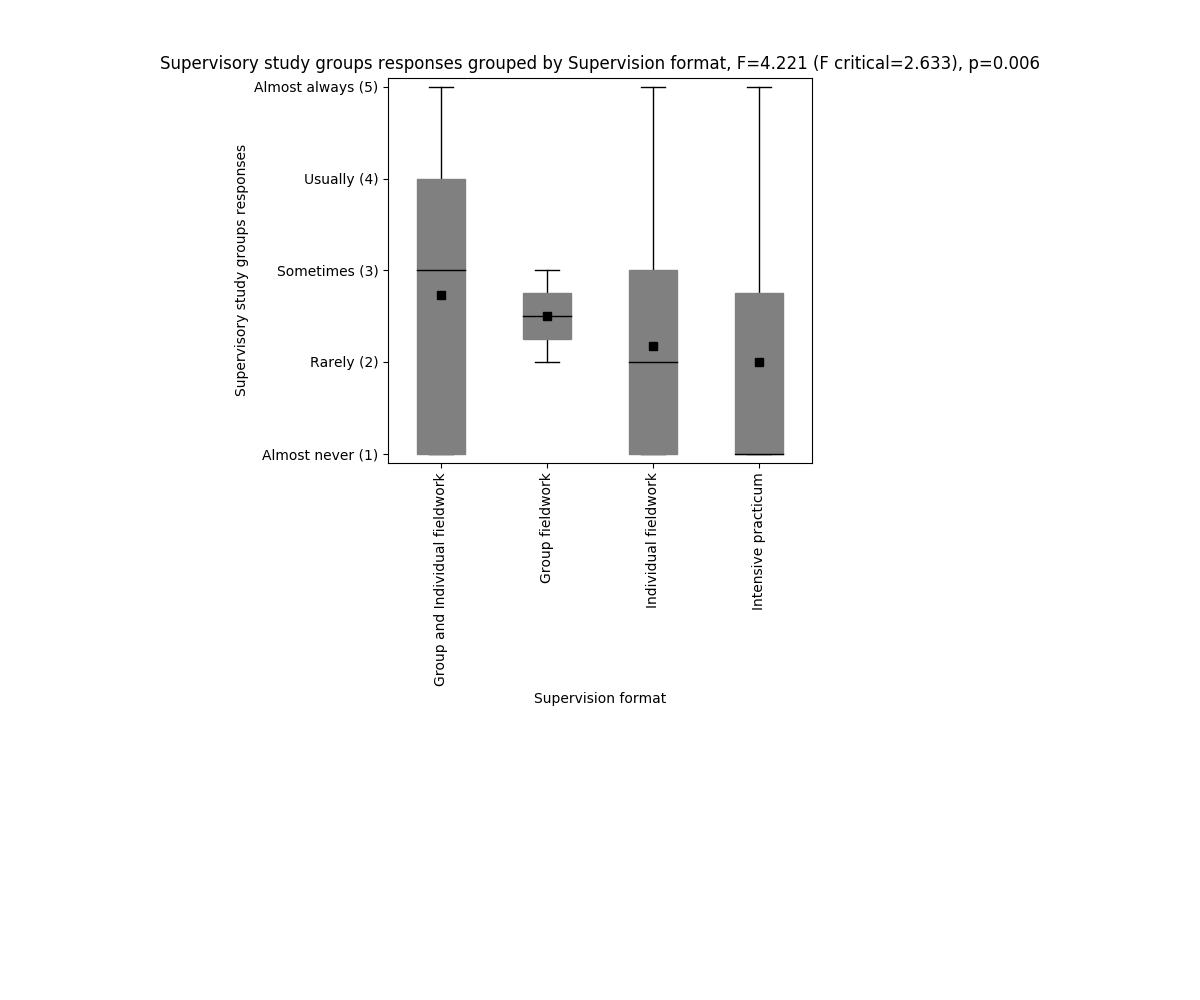 Supervisory study groups responses grouped by Supervision format, F=4.221 (F critical=2.633), p=0.006
Supervisory study groups responses
Almost always (5)
Usually (4)
Sometimes (3)
Rarely (2)
Almost never (1)
Group and Individual fieldwork
Group fieldwork
Individual fieldwork
Intensive practicum
Supervision format